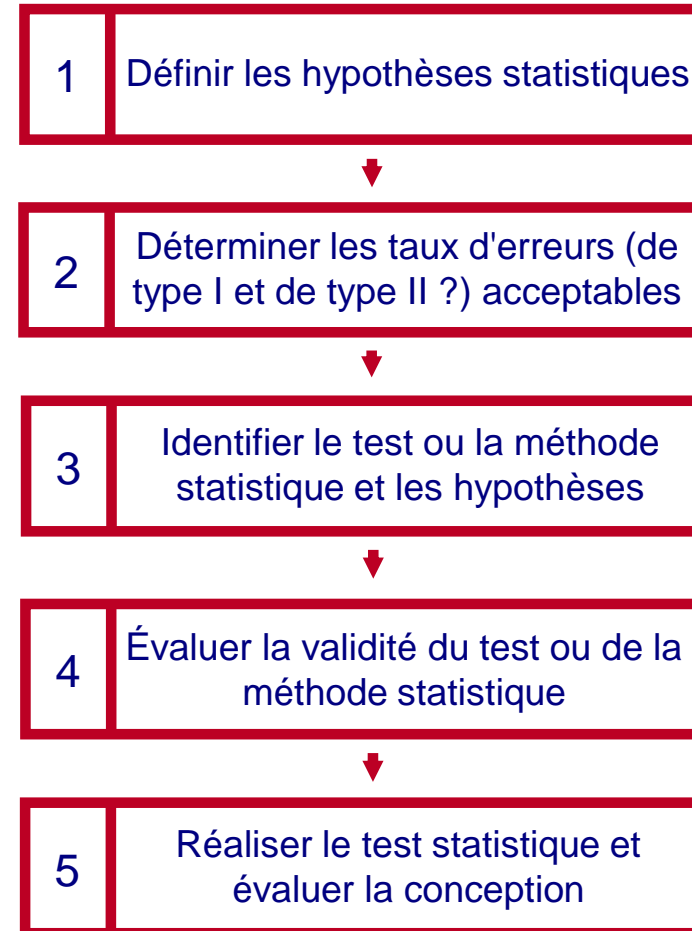 1
Définir les hypothèses statistiques
2
Déterminer les taux d'erreurs (de
type I et de type II ?) acceptables
3
Identifier le test ou la méthode
statistique et les hypothèses
4
Évaluer la validité du test ou de la
méthode statistique
5
Réaliser le test statistique et
évaluer la conception